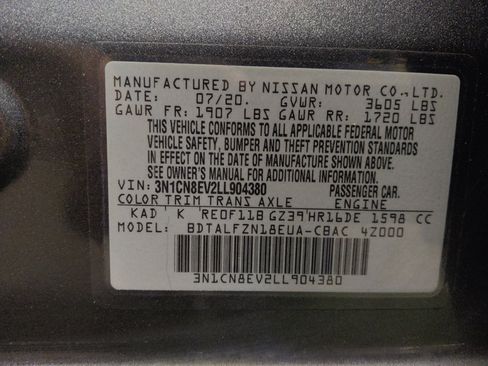 MANUFACTURED BY NISSAN MOTOR CO.,LTD.
DATE: 07/20. GVWR: 3605 LBS
GAWR FR: 1907 LBS GAWR RR: 1720 LBS
THIS VEHICLE CONFORMS TO ALL APPLICABLE FEDERAL MOTOR
VEHICLE SAFETY, BUMPER AND THEFT PREVENTION STANDARDS
IN EFFECT ON THE DATE OF MANUFACTURE SHOWN ABOVE.
SEE OWNER'S MANUAL FOR ADDITIONAL INFORMATION.
VIN: 3N1CN8EV2LL904380 PASSENGER CAR.
COLOR TRIM TRANS AXLE ENGINE
KAD K RE0F11B GZ39 HR16DE 1598 CC
MODEL: BDTALFZN18EUA-CBAC 4Z000
3N1CN8EV2LL904380